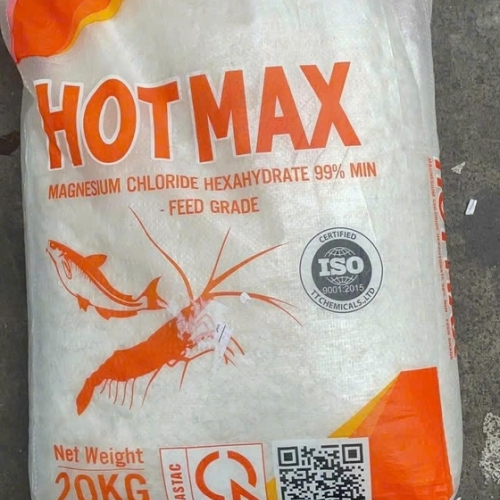 HOTMAX
MAGNESIUM CHLORIDE HEXAHYDRATE 99% MIN
- FEED GRADE
CERTIFIED
ISO
9001:2015
TTCHEMICALS.,LTD
Net Weight
20KG